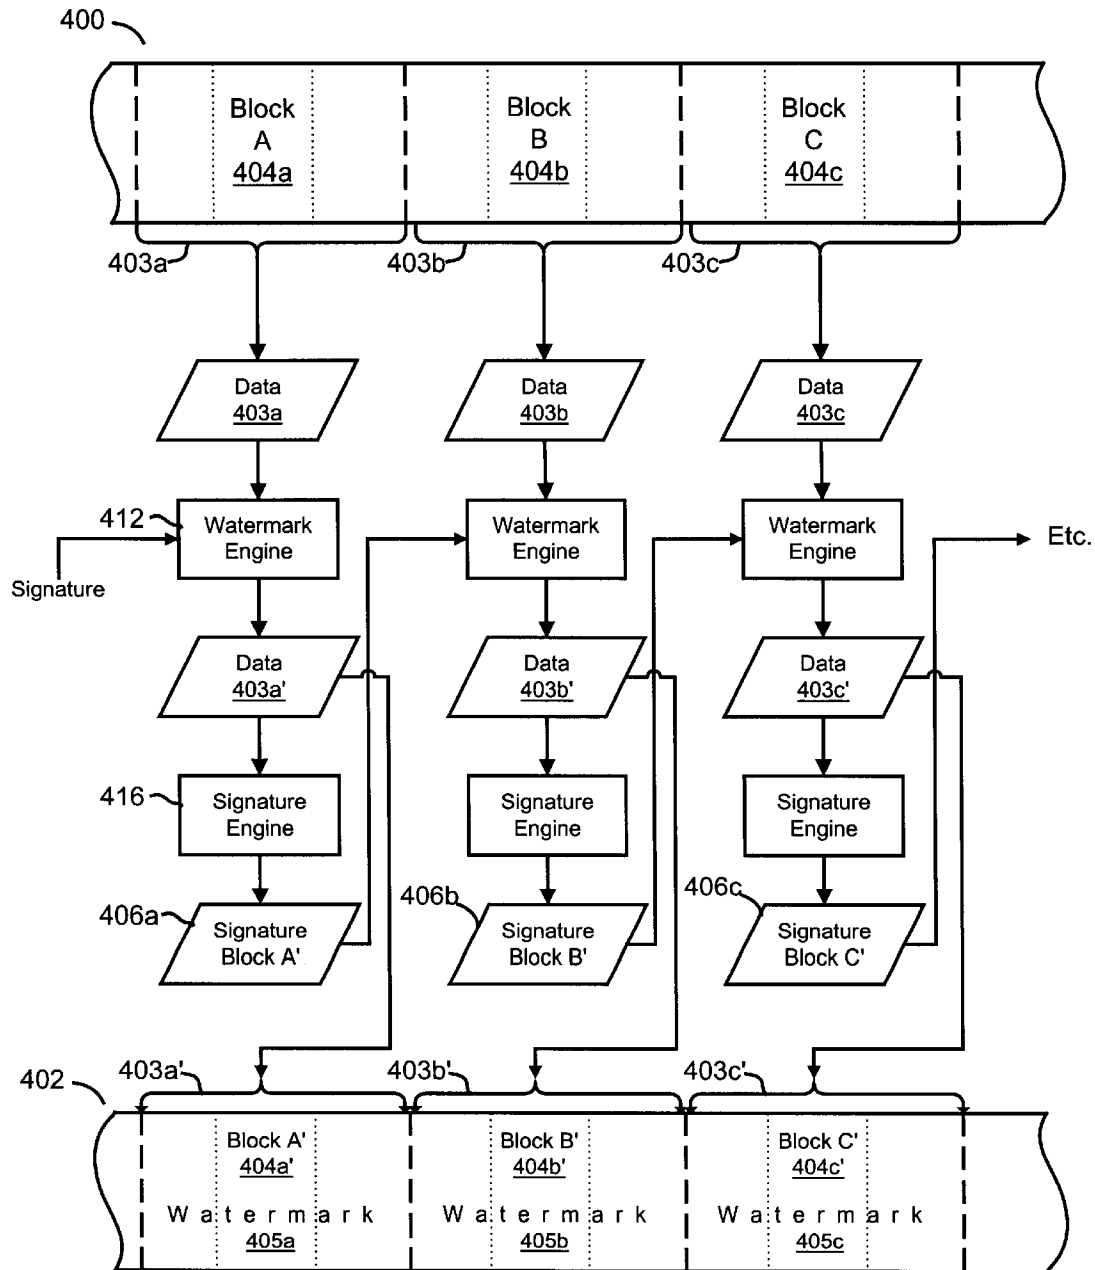 400
Block Block Block
A B C
404a 404b 404c
403a 403b 403c
Data Data Data
403a 403b 403c
412
Watermark Watermark Watermark
Engine Engine Engine
Etc.
Signature
Data Data Data
403a' 403b' 403c'
416
Signature Signature Signature
Engine Engine Engine
406a 406b 406c
Signature Signature Signature
Block A' Block B' Block C'
402
403a' 403b' 403c'
Block A' Block B' Block C'
404a' 404b' 404c'
Watermark Watermark Watermark
405a 405b 405c